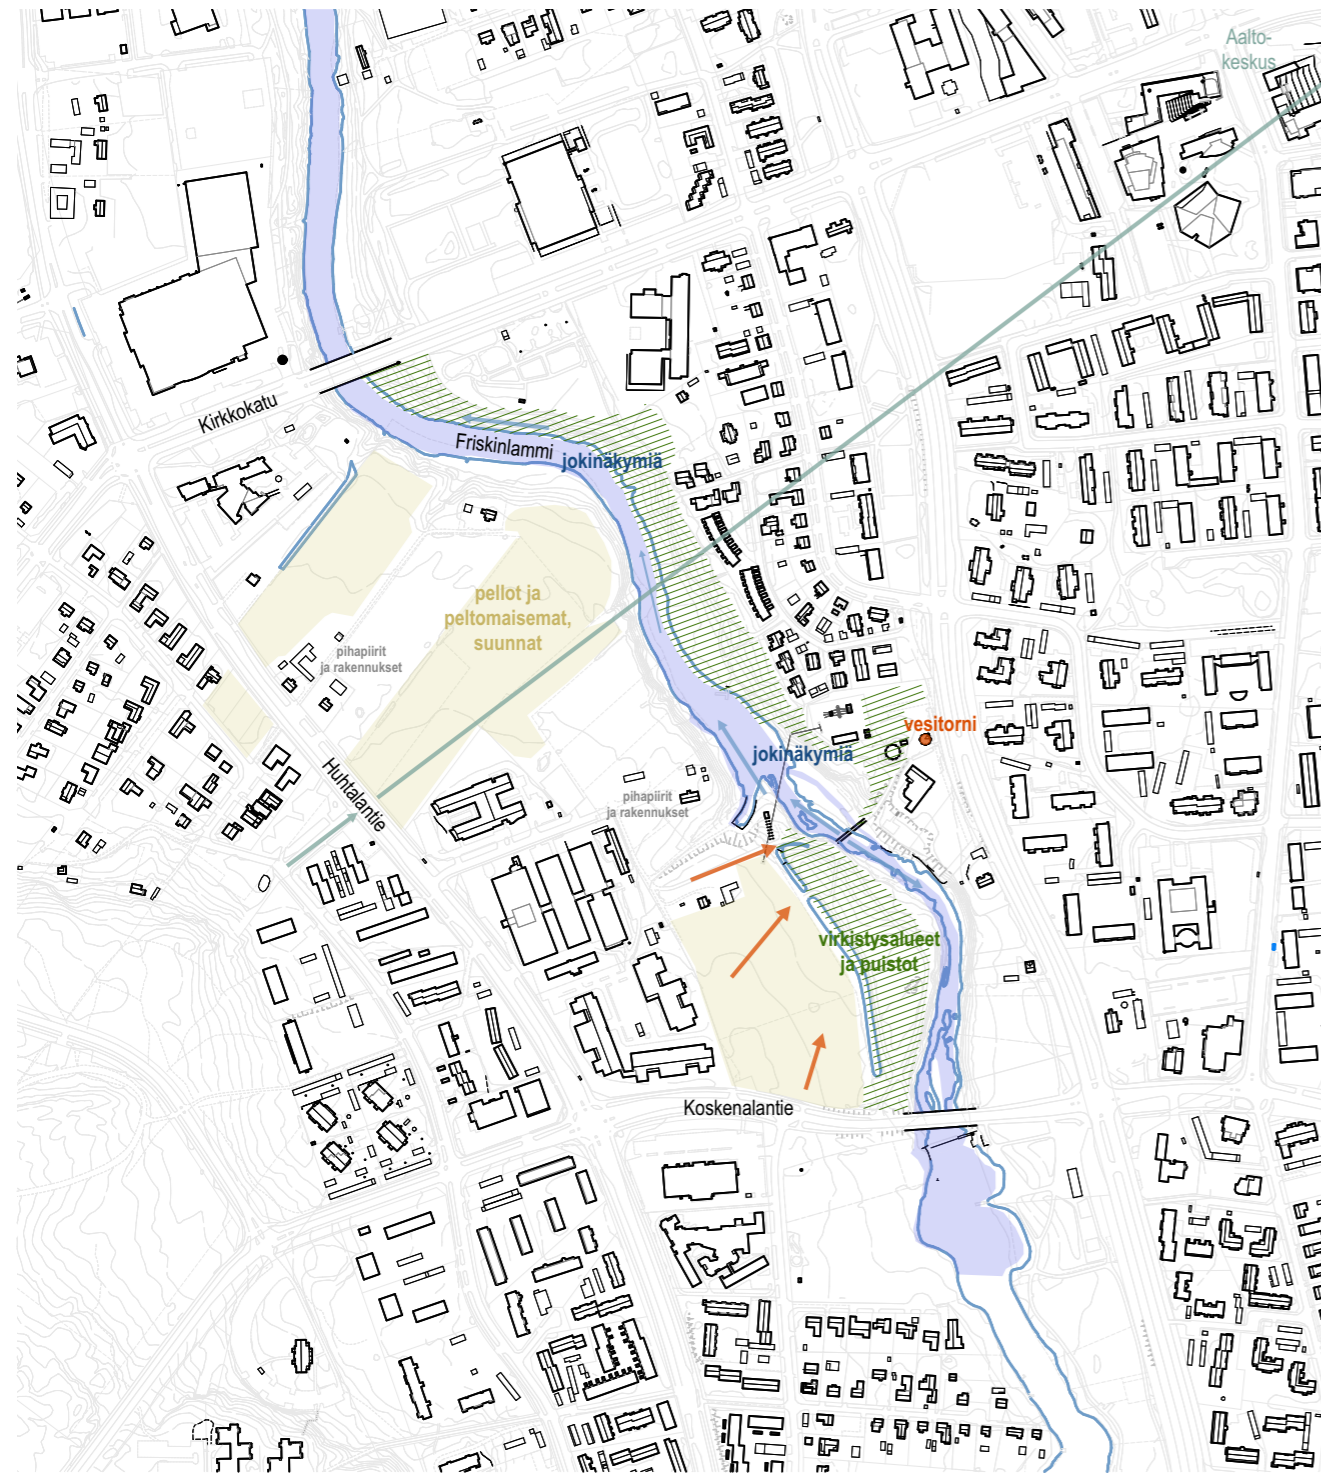 Aalto-
keskus
Kirkkokatu
Friskinlammi
jokinäkymiä
pellot ja
peltomaisemat,
suunnat
pihapiirit
ja rakennukset
vesitorni
jokinäkymiä
Huhtalantie
pihapiirit
ja rakennukset
virkistysalueet
ja puistot
Koskenalantie